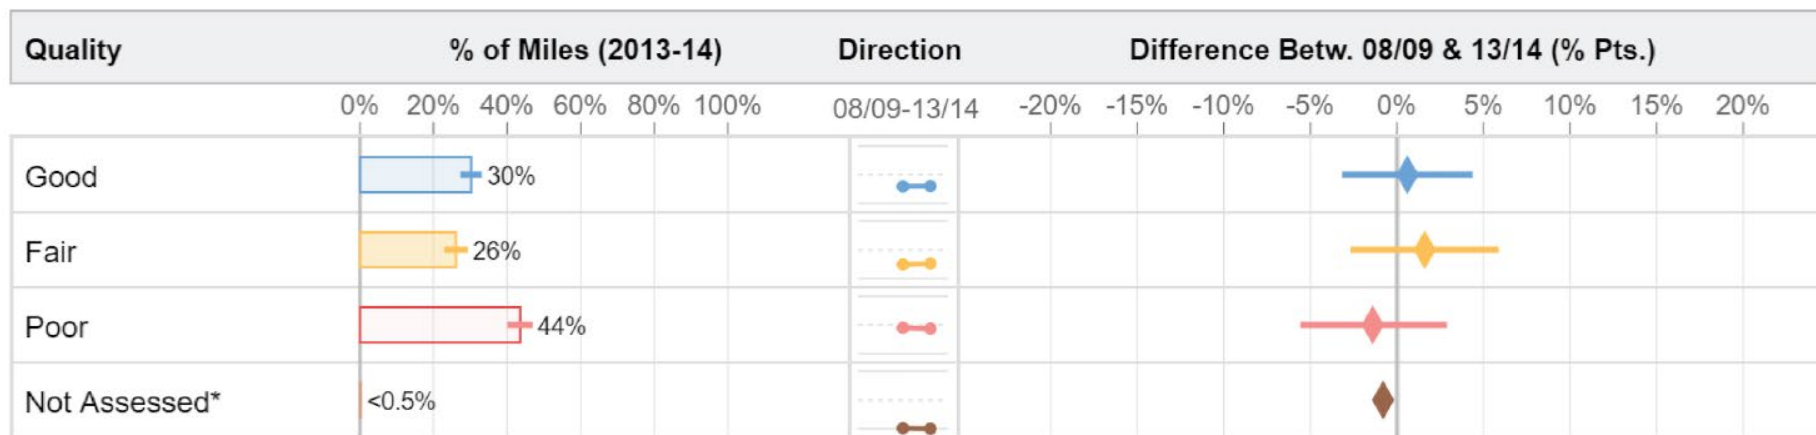 Quality % of Miles (2013-14) Direction Difference Betw. 08/09 & 13/14 (% Pts.)
0% 20% 40% 60% 80% 100% 08/09-13/14 -20% -15% -10% -5% 0% 5% 10% 15% 20%
Good 30%
Fair 26%
Poor 44%
Not Assessed* <0.5%